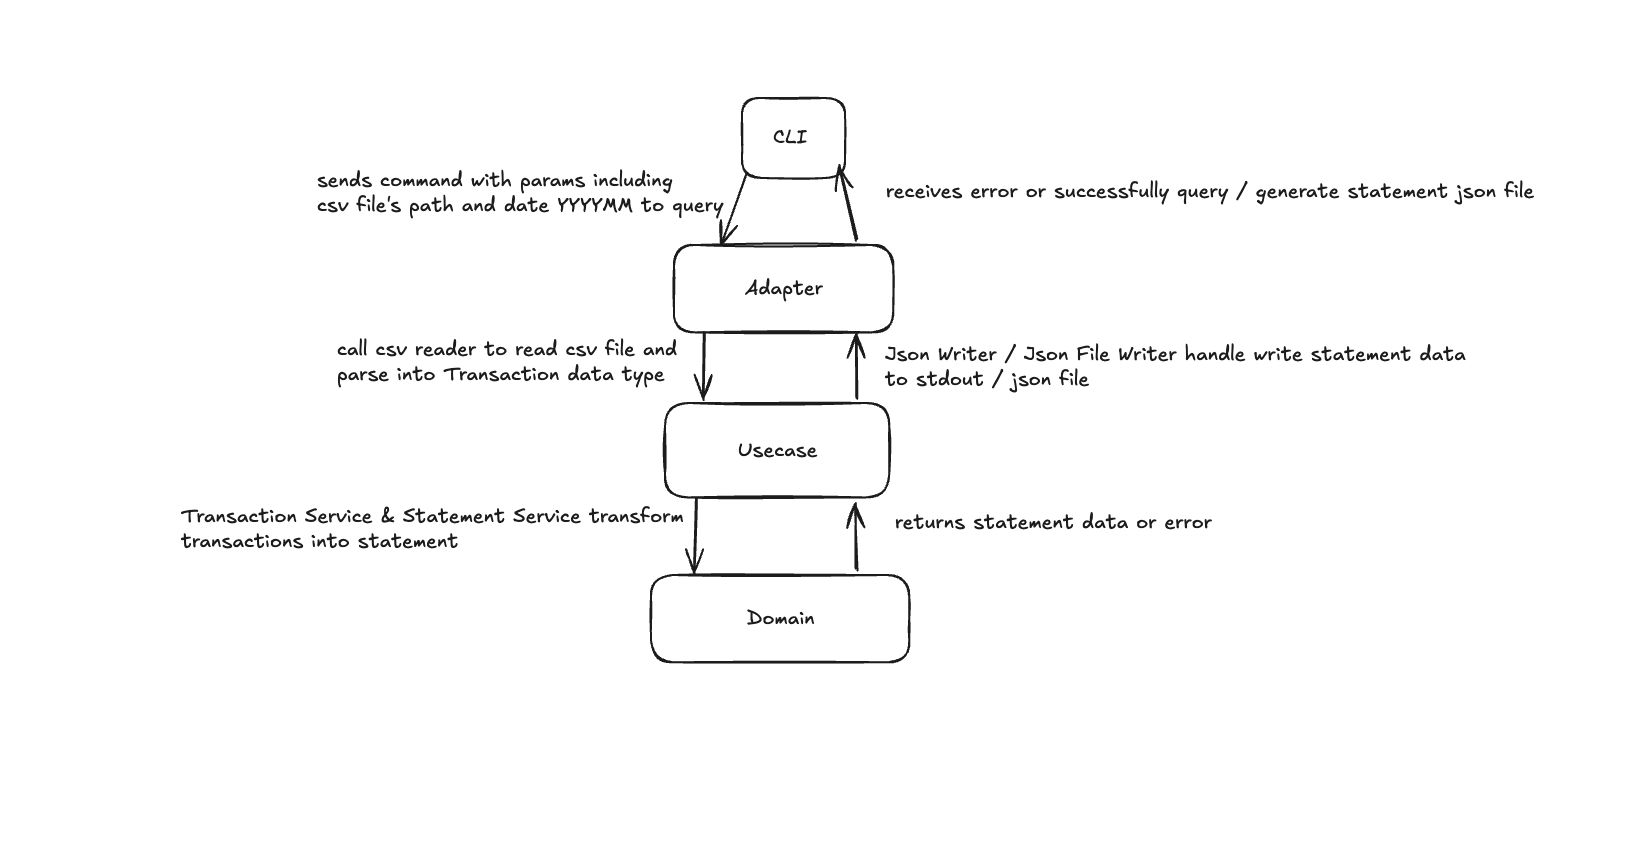 CLI
sends command with params including
csv file's path and date YYYYMM to query
receives error or successfully query / generate statement json file
Adapter
call csv reader to read csv file and
parse into Transaction data type
Json Writer / Json File Writer handle write statement data
to stdout / json file
Usecase
Transaction Service & Statement Service transform
transactions into statement
returns statement data or error
Domain